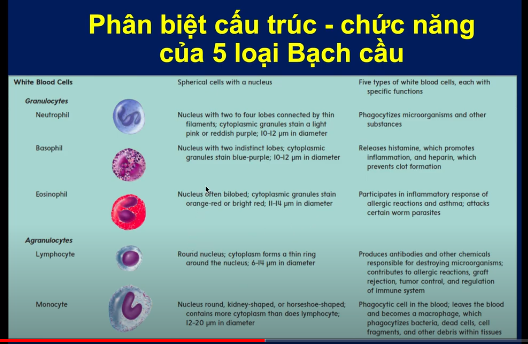 Phân biệt cấu trúc - chức năng
của 5 loại Bạch cầu
White Blood Cells
Spherical cells with a nucleus
Five types of white blood cells, each with
specific functions
Granulocytes
Neutrophil
Nucleus with two to four lobes connected by thin
filaments; cytoplasmic granules stain a light
pink or reddish purple; 10-12 µm in diameter
Phagocytizes microorganisms and other
substances
Basophil
Nucleus with two indistinct lobes; cytoplasmic
granules stain blue-purple; 10-12 µm in diameter
Releases histamine, which promotes
inflammation, and heparin, which
prevents clot formation
Eosinophil
Nucleus often bilobed; cytoplasmic granules stain
orange-red or bright red; 11-14 µm in diameter
Participates in inflammatory response of
allergic reactions and asthma; attacks
certain worm parasites
Agranulocytes
Lymphocyte
Round nucleus; cytoplasm forms a thin ring
around the nucleus; 6-14 µm in diameter
Produces antibodies and other chemicals
responsible for destroying microorganisms;
contributes to allergic reactions, graft
rejection, tumor control, and regulation
of immune system
Monocyte
Nucleus round, kidney-shaped, or horseshoe-shaped;
contains more cytoplasm than does lymphocyte;
12-20 µm in diameter
Phagocytic cell in the blood; leaves the blood
and becomes a macrophage, which
phagocytizes bacteria, dead cells, cell
fragments, and other debris within tissues